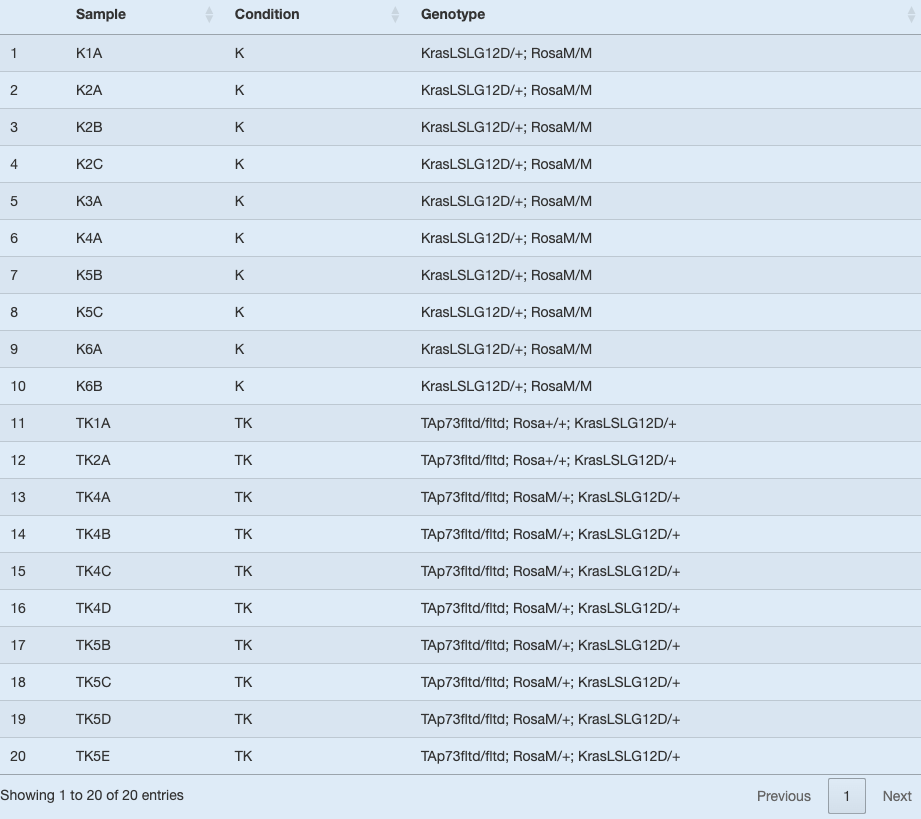 Sample Condition Genotype
1 K1A K KrasLSLG12D/+; RosaM/M
2 K2A K KrasLSLG12D/+; RosaM/M
3 K2B K KrasLSLG12D/+; RosaM/M
4 K2C K KrasLSLG12D/+; RosaM/M
5 K3A K KrasLSLG12D/+; RosaM/M
6 K4A K KrasLSLG12D/+; RosaM/M
7 K5B K KrasLSLG12D/+; RosaM/M
8 K5C K KrasLSLG12D/+; RosaM/M
9 K6A K KrasLSLG12D/+; RosaM/M
10 K6B K KrasLSLG12D/+; RosaM/M
11 TK1A TK TAp73fltd/fltd; Rosa+/+; KrasLSLG12D/+
12 TK2A TK TAp73fltd/fltd; Rosa+/+; KrasLSLG12D/+
13 TK4A TK TAp73fltd/fltd; RosaM/+; KrasLSLG12D/+
14 TK4B TK TAp73fltd/fltd; RosaM/+; KrasLSLG12D/+
15 TK4C TK TAp73fltd/fltd; RosaM/+; KrasLSLG12D/+
16 TK4D TK TAp73fltd/fltd; RosaM/+; KrasLSLG12D/+
17 TK5B TK TAp73fltd/fltd; RosaM/+; KrasLSLG12D/+
18 TK5C TK TAp73fltd/fltd; RosaM/+; KrasLSLG12D/+
19 TK5D TK TAp73fltd/fltd; RosaM/+; KrasLSLG12D/+
20 TK5E TK TAp73fltd/fltd; RosaM/+; KrasLSLG12D/+
Showing 1 to 20 of 20 entries Previous 1 Next